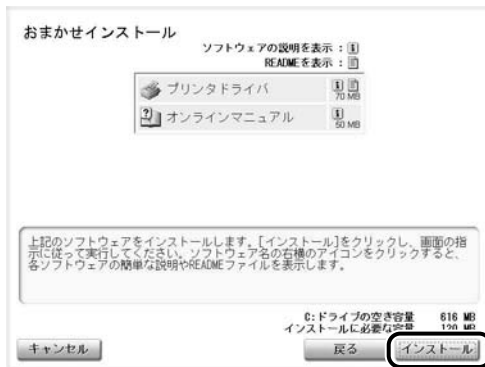 おまかせインストール
ソフトウェアの説明を表示 :
READMEを表示 :
プリンタドライバ
70 MB
オンラインマニュアル
50 MB
上記のソフトウェアをインストールします。[インストール]をクリックし、画面の指
示に従って実行してください。ソフトウェア名の右横のアイコンをクリックすると、
各ソフトウェアの簡単な説明やREADMEファイルを表示します。
C:ドライブの空き容量 616 MB
インストールに必要な容量 120 MB
キャンセル
戻る
インストール